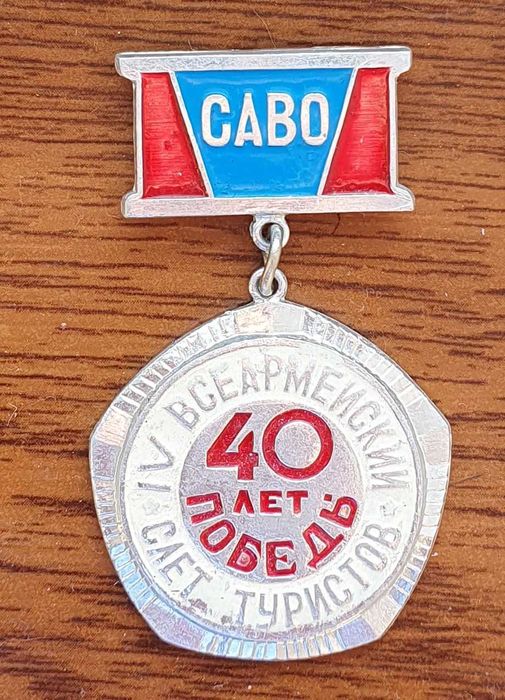 САВО
IV ВСЕАРМЕЙСКИЙ
СЛЕТ ТУРИСТОВ
40
ЛЕТ
ПОБЕДЫ